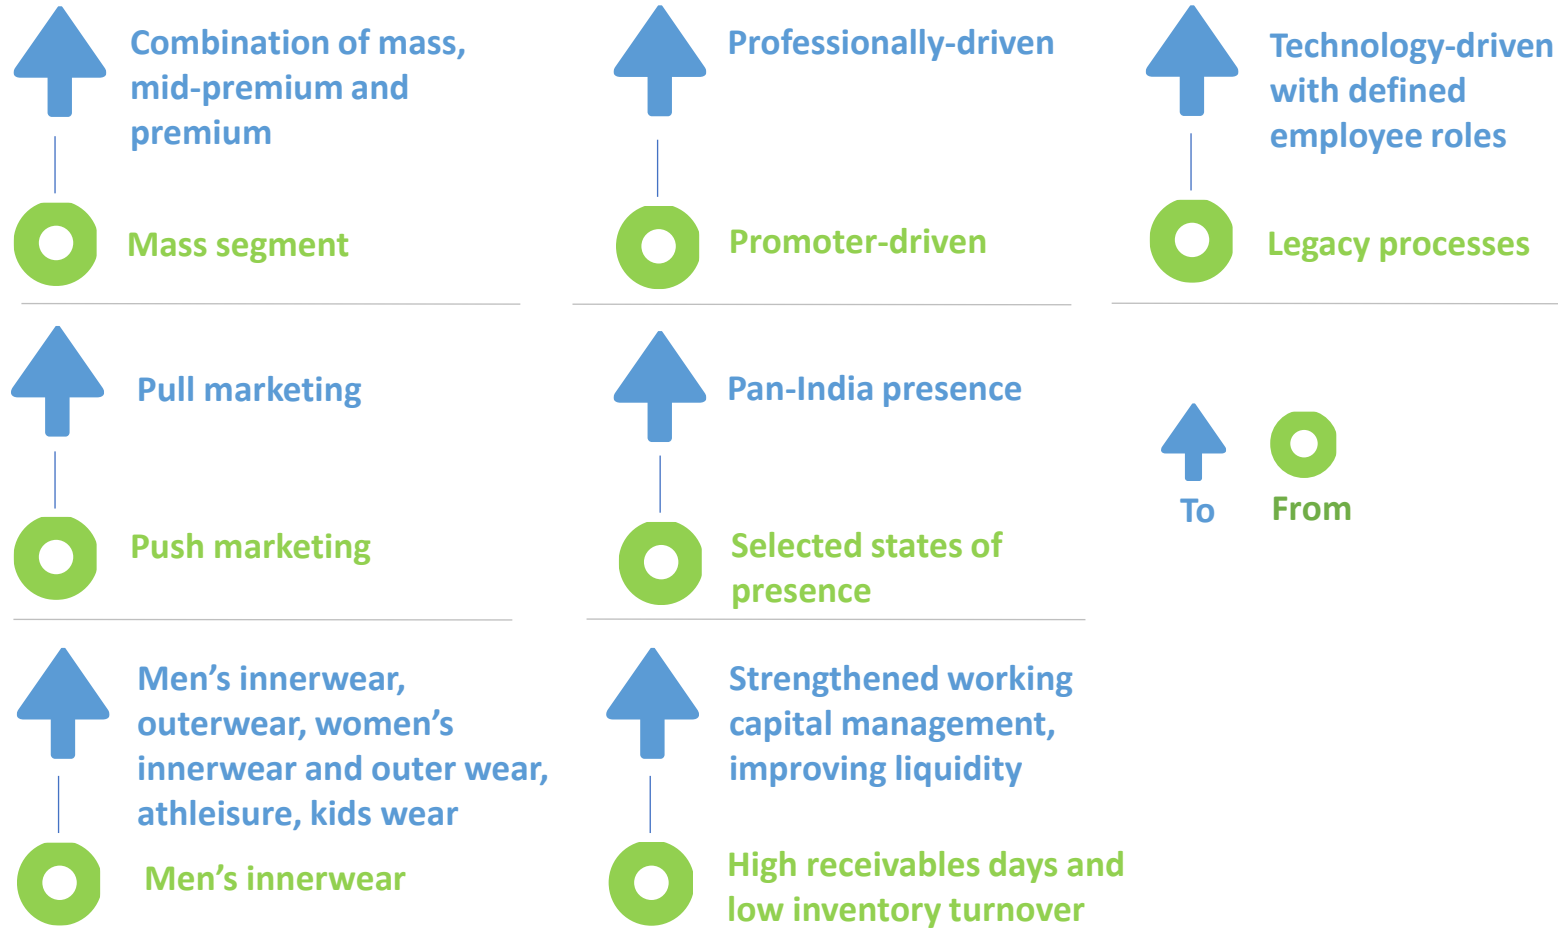 Combination of mass,
mid-premium and
premium
Mass segment
Professionally-driven
Promoter-driven
Technology-driven
with defined
employee roles
Legacy processes
Pull marketing
Push marketing
Pan-India presence
Selected states of
presence
To
From
Men’s innerwear,
outerwear, women’s
innerwear and outer wear,
athleisure, kids wear
Men’s innerwear
Strengthened working
capital management,
improving liquidity
High receivables days and
low inventory turnover